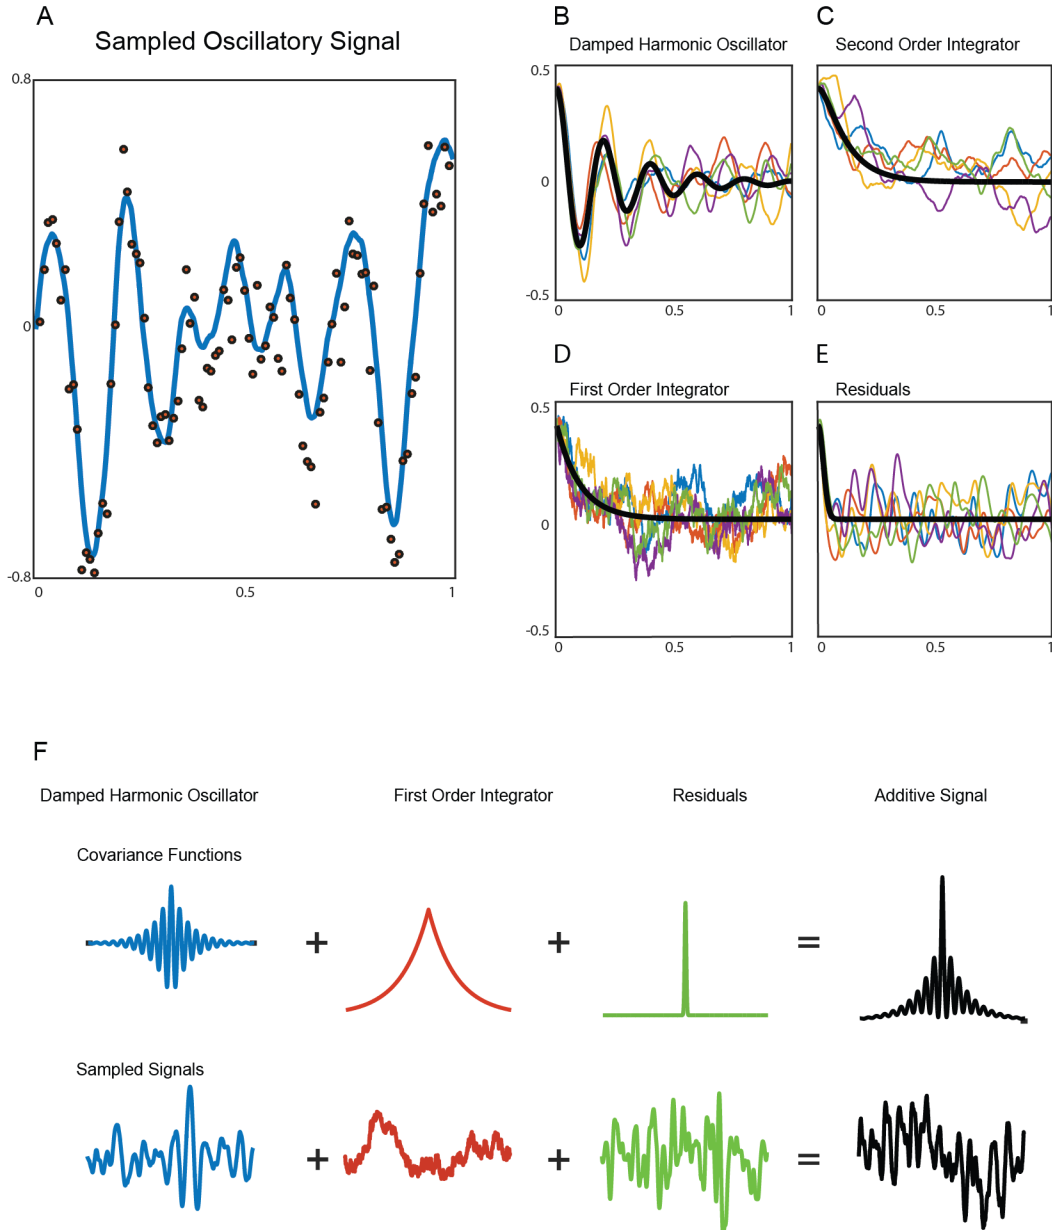 A
Sampled Oscillatory Signal
0.8
0
-0.8
0 0.5 1
B
Damped Harmonic Oscillator
0.5
0
-0.5
0 0.5 1
C
Second Order Integrator
0 0.5 1
D
First Order Integrator
0.5
0
-0.5
0 0.5 1
E
Residuals
0 0.5 1
F
Damped Harmonic Oscillator First Order Integrator Residuals Additive Signal
Covariance Functions
+ + =
Sampled Signals
+ + =